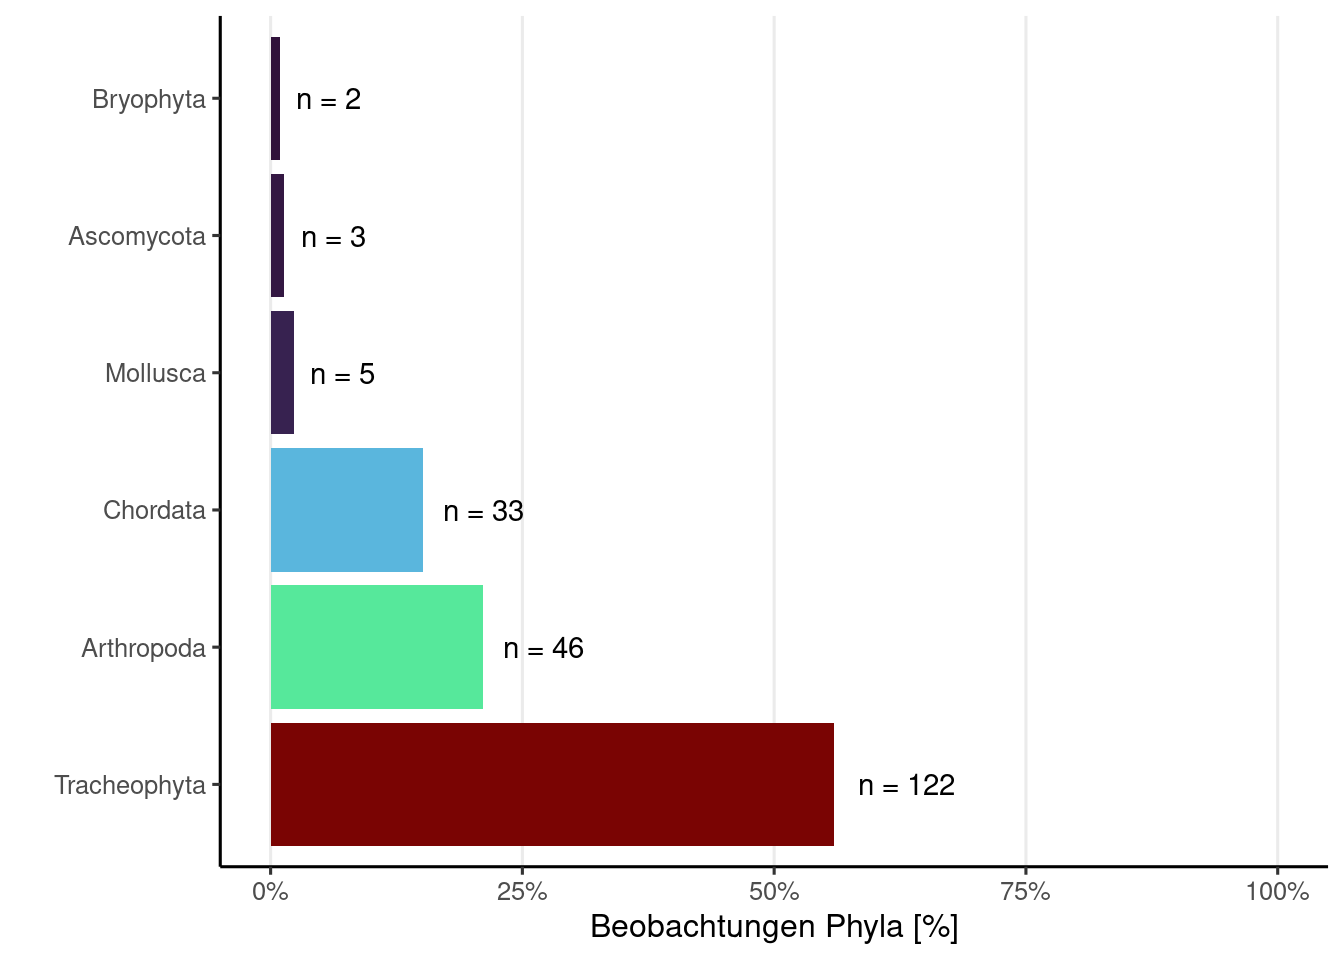 Bryophyta
n = 2
Ascomycota
n = 3
Mollusca
n = 5
Chordata
n = 33
Arthropoda
n = 46
Tracheophyta
n = 122
0% 25% 50% 75% 100%
Beobachtungen Phyla [%]